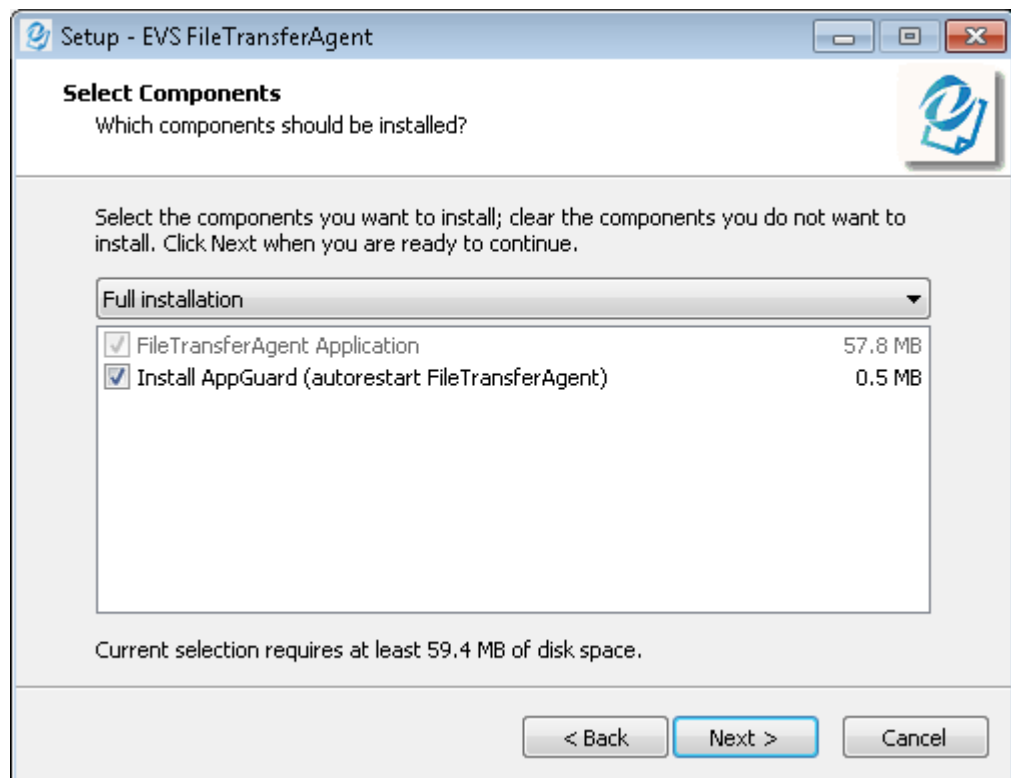 Setup - EVS FileTransferAgent
Select Components
Which components should be installed?
Select the components you want to install; clear the components you do not want to
install. Click Next when you are ready to continue.
Full installation
FileTransferAgent Application 57.8 MB
Install AppGuard (autorestart FileTransferAgent) 0.5 MB
Current selection requires at least 59.4 MB of disk space.
< Back Next > Cancel